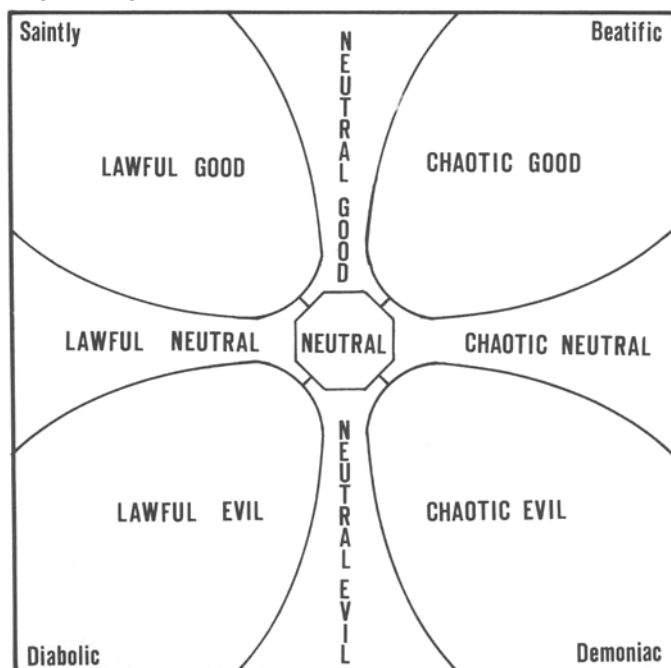 Saintly
Beatific
NEUTRAL GOOD
LAWFUL GOOD
CHAOTIC GOOD
LAWFUL NEUTRAL
NEUTRAL
CHAOTIC NEUTRAL
NEUTRAL EVIL
LAWFUL EVIL
CHAOTIC EVIL
Diabolic
Demoniac